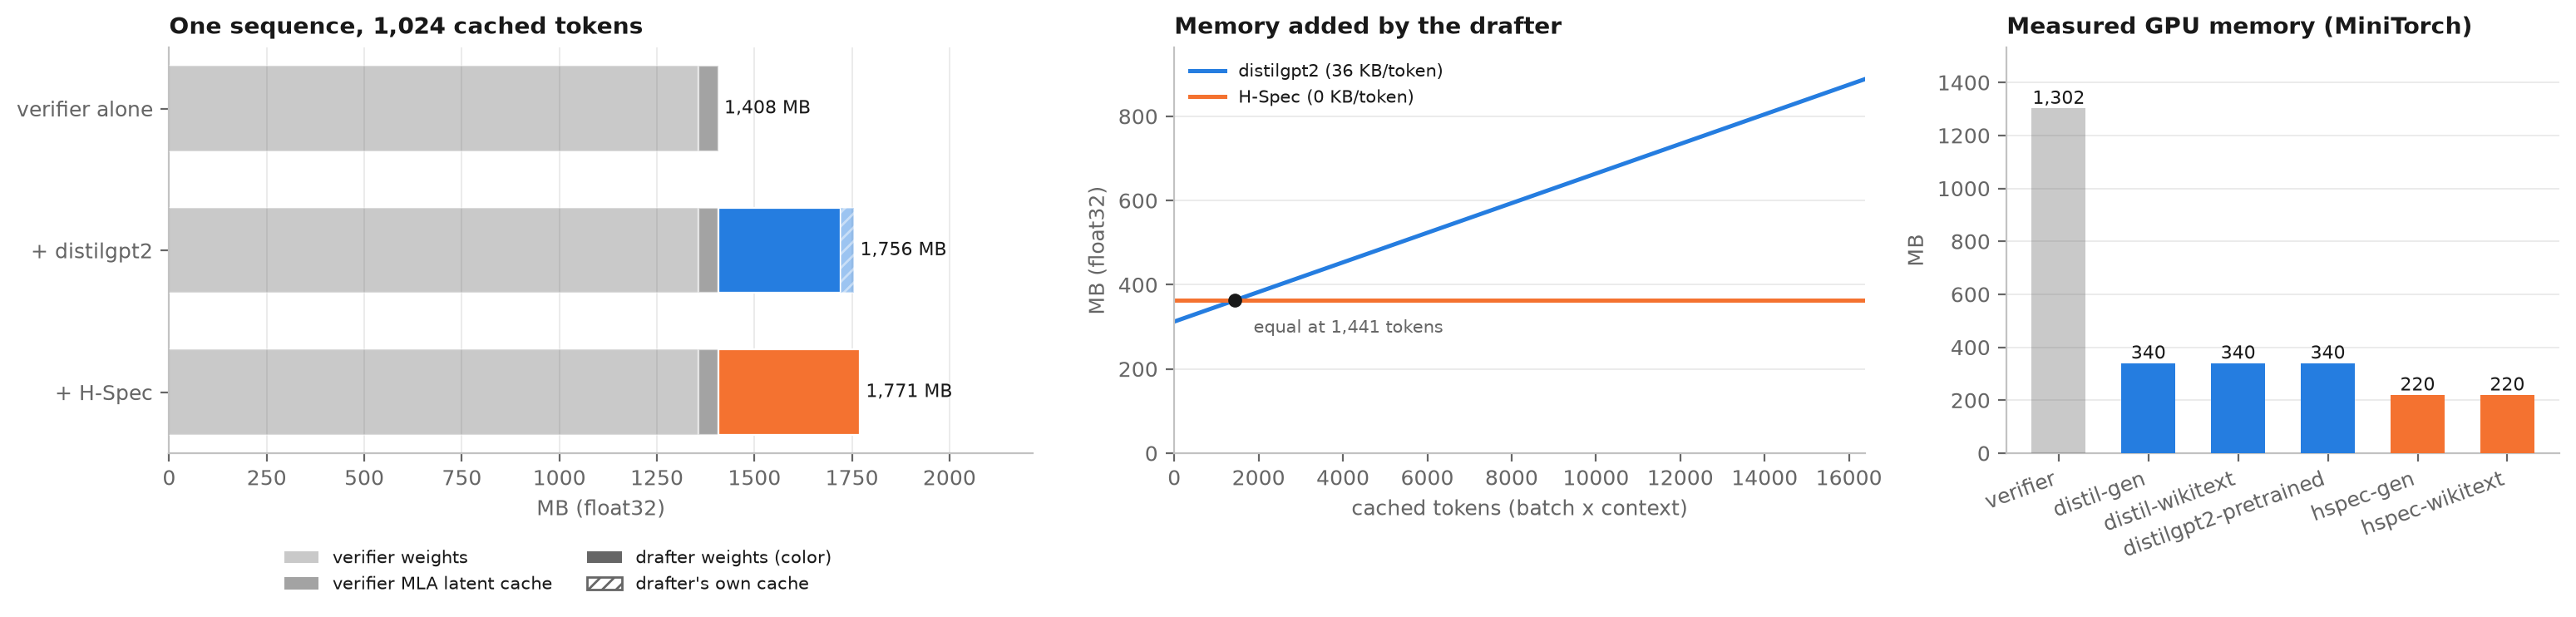 One sequence, 1,024 cached tokens
verifier alone
1,408 MB
+ distilgpt2
1,756 MB
+ H-Spec
1,771 MB
0 250 500 750 1000 1250 1500 1750 2000
MB (float32)
verifier weights
verifier MLA latent cache
drafter weights (color)
drafter's own cache
Memory added by the drafter
distilgpt2 (36 KB/token)
H-Spec (0 KB/token)
MB (float32)
800
600
400
200
0
equal at 1,441 tokens
0 2000 4000 6000 8000 10000 12000 14000 16000
cached tokens (batch x context)
Measured GPU memory (MiniTorch)
MB
1400
1200
1000
800
600
400
200
0
1,302
340
340
340
220
220
verifier
distil-gen
distil-wikitext
distilgpt2-pretrained
hspec-gen
hspec-wikitext